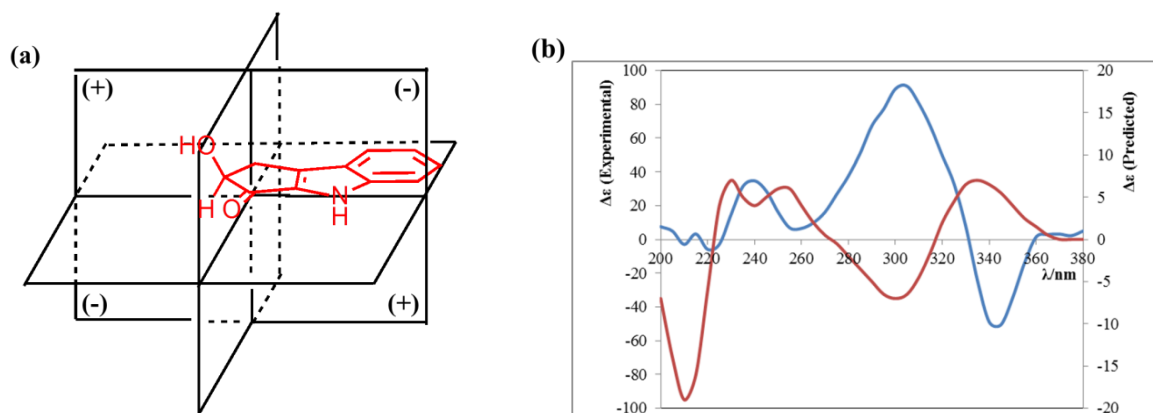 (a)
(+)
(-)
HO
H
O
N
H
(-)
(+)
(b)
Δε (Experimental)
Δε (Predicted)
100
80
60
40
20
0
-20
-40
-60
-80
-100
20
15
10
5
0
-5
-10
-15
-20
200 220 240 260 280 300 320 340 360 380
λ/nm